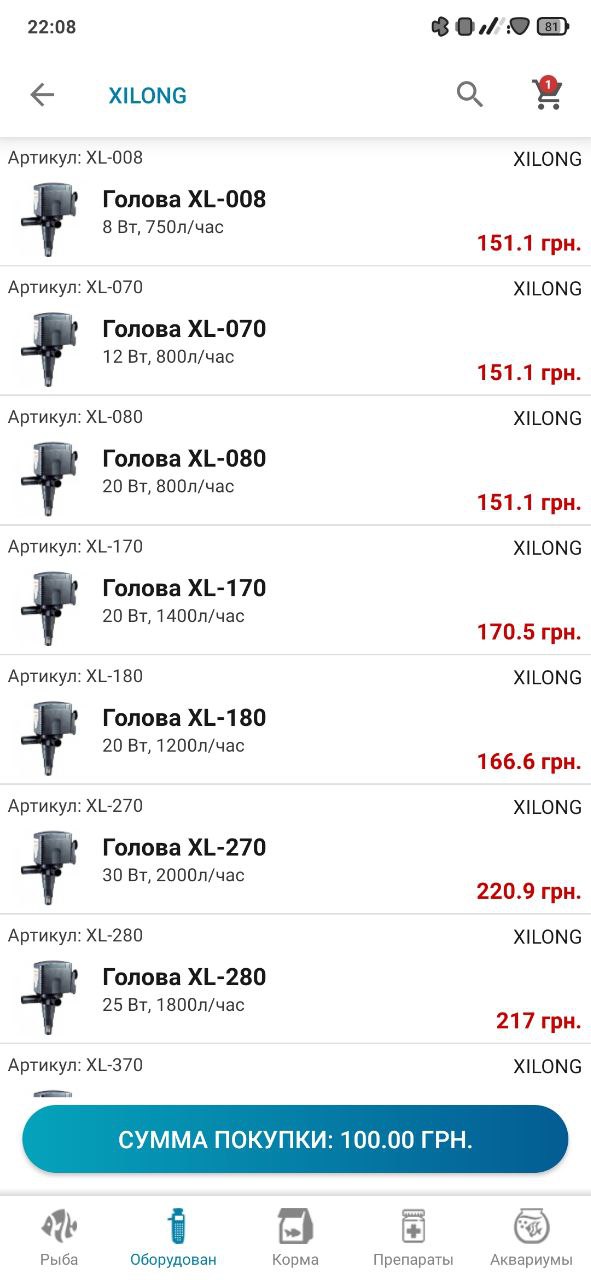 22:08
81
XILONG
1
Артикул: XL-008
XILONG
Голова XL-008
8 Вт, 750л/час
151.1 грн.
Артикул: XL-070
XILONG
Голова XL-070
12 Вт, 800л/час
151.1 грн.
Артикул: XL-080
XILONG
Голова XL-080
20 Вт, 800л/час
151.1 грн.
Артикул: XL-170
XILONG
Голова XL-170
20 Вт, 1400л/час
170.5 грн.
Артикул: XL-180
XILONG
Голова XL-180
20 Вт, 1200л/час
166.6 грн.
Артикул: XL-270
XILONG
Голова XL-270
30 Вт, 2000л/час
220.9 грн.
Артикул: XL-280
XILONG
Голова XL-280
25 Вт, 1800л/час
217 грн.
Артикул: XL-370
XILONG
СУММА ПОКУПКИ: 100.00 ГРН.
Рыба
Оборудован
Корма
Препараты
Аквариумы